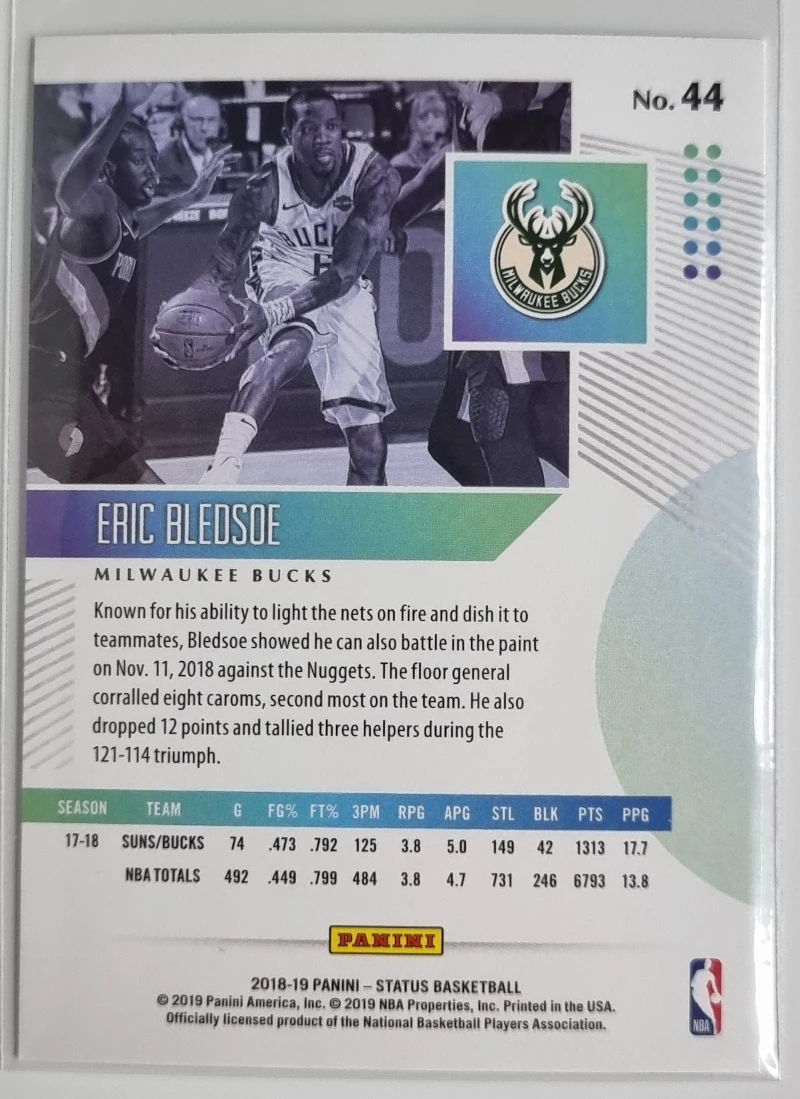 No. 44
BUCK
6
MILWAUKEE BUCKS
ERIC BLEDSOE
MILWAUKEE BUCKS
Known for his ability to light the nets on fire and dish it to
teammates, Bledsoe showed he can also battle in the paint
on Nov. 11, 2018 against the Nuggets. The floor general
corralled eight caroms, second most on the team. He also
dropped 12 points and tallied three helpers during the
121-114 triumph.
SEASON TEAM G FG% FT% 3PM RPG APG STL BLK PTS PPG
17-18 SUNS/BUCKS 74 .473 .792 125 3.8 5.0 149 42 1313 17.7
NBA TOTALS 492 .449 .799 484 3.8 4.7 731 246 6793 13.8
PANINI
2018-19 PANINI – STATUS BASKETBALL
© 2019 Panini America, Inc. © 2019 NBA Properties, Inc. Printed in the USA.
Officially licensed product of the National Basketball Players Association.
NBA